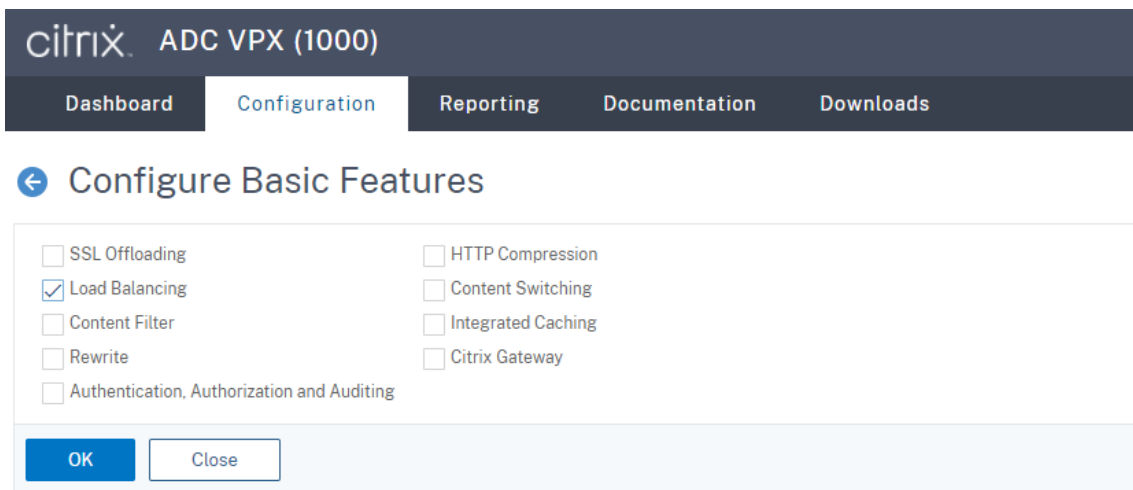 citrix. ADC VPX (1000)
Dashboard Configuration Reporting Documentation Downloads
Configure Basic Features
SSL Offloading HTTP Compression
Load Balancing Content Switching
Content Filter Integrated Caching
Rewrite Citrix Gateway
Authentication, Authorization and Auditing
OK Close